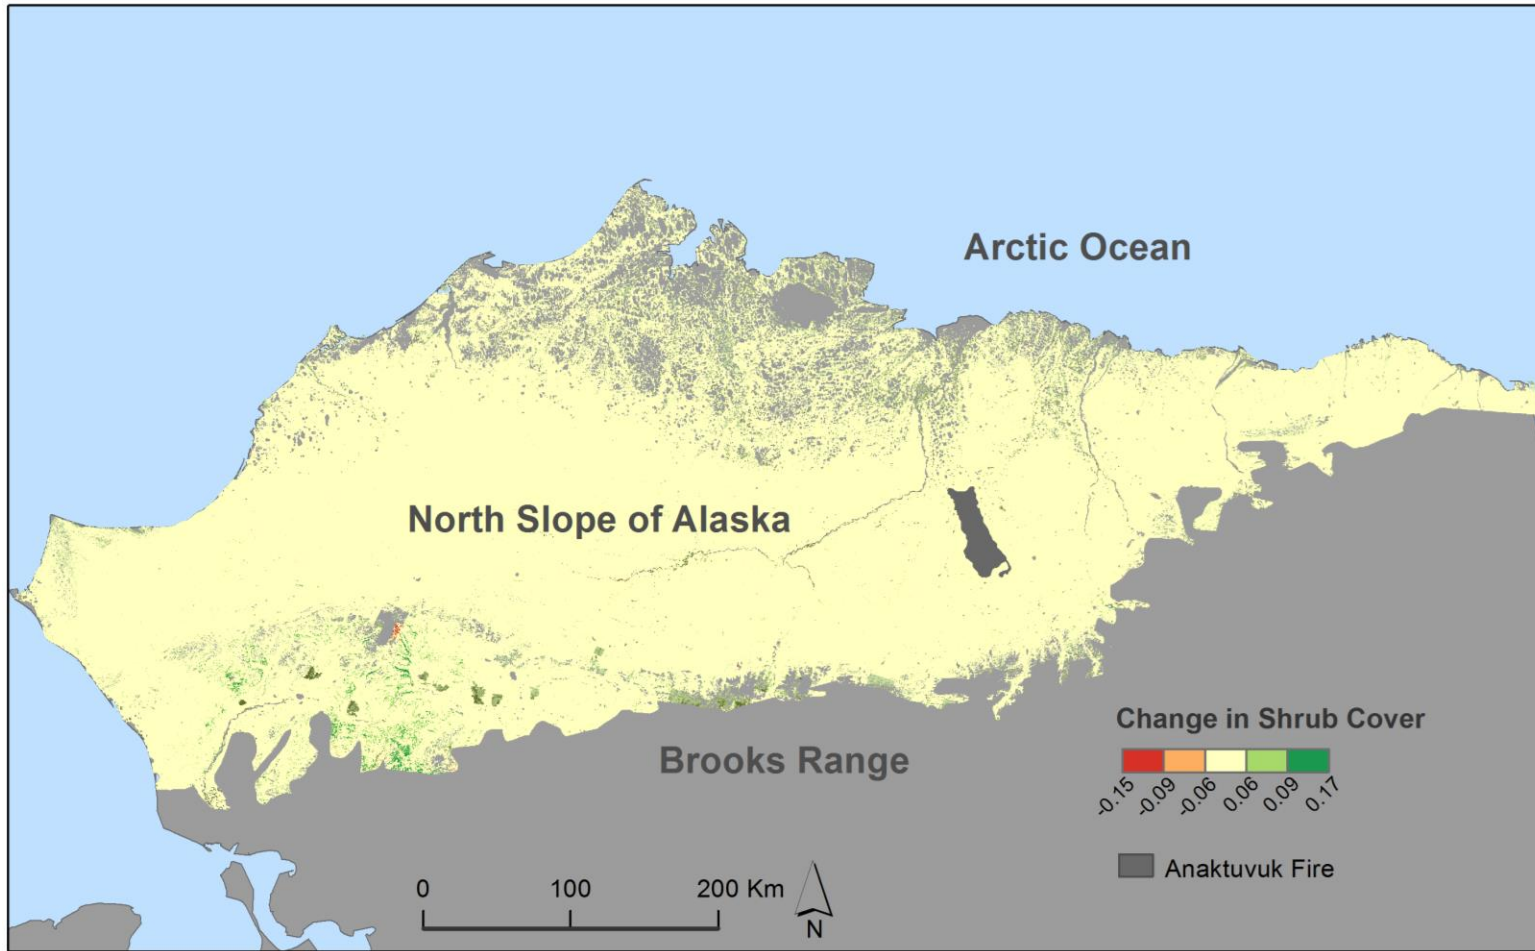 Arctic Ocean
North Slope of Alaska
Brooks Range
Change in Shrub Cover
-0.15 -0.09 -0.06 0.06 0.09 0.17
Anaktuvuk Fire
0 100 200 Km
N